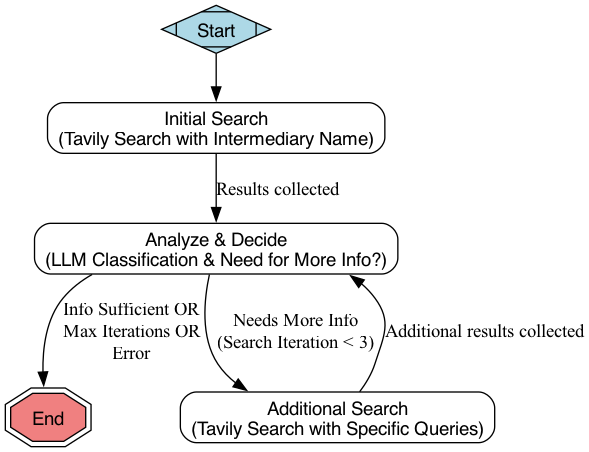 Start
Initial Search
(Tavily Search with Intermediary Name)
Results collected
Analyze & Decide
(LLM Classification & Need for More Info?)
Info Sufficient OR
Max Iterations OR
Error
Needs More Info
(Search Iteration < 3)
Additional results collected
End
Additional Search
(Tavily Search with Specific Queries)